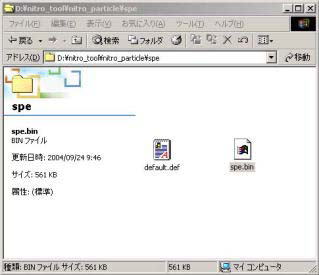 D:¥nitro_tool¥nitro_particle¥spe
ファイル(F) 編集(E) 表示(V) お気に入り(A) ツール(T) ヘルプ(H)
戻る 検索 フォルダ
アドレス(D) D:¥nitro_tool¥nitro_particle¥spe 移動
spe
spe.bin
BIN ファイル
更新日時: 2004/09/24 9:46
サイズ: 561 KB
属性: (標準)
default.def
spe.bin
種類: BIN ファイル サイズ: 561 KB 561 KB マイ コンピュータ